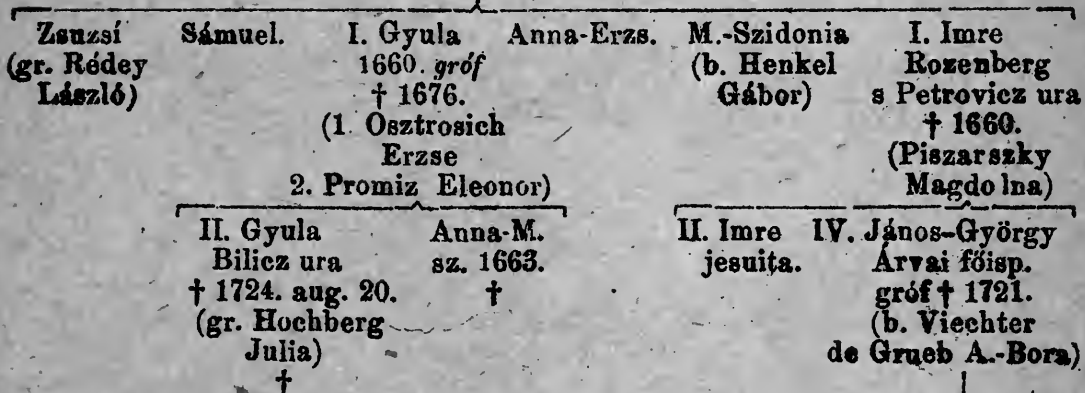 Zsuzsí Sámuel. I. Gyula Anna-Erzs. M.-Szidonia I. Imre
(gr. Rédey 1660. gróf (b. Henkel Rozenberg
László) † 1676. Gábor) s Petrovicz ura
(1. Osztrosich † 1660.
Erzse (Piszarszky
2. Promiz Eleonor) Magdolna)
II. Gyula Anna-M. II. Imre IV. János-György
Bilicz ura sz. 1663. jesuita. Árvai főisp.
† 1724. aug. 20. † gróf † 1721.
(gr. Hochberg (b. Viechter
Julia) de Grueb A.-Bora)
†